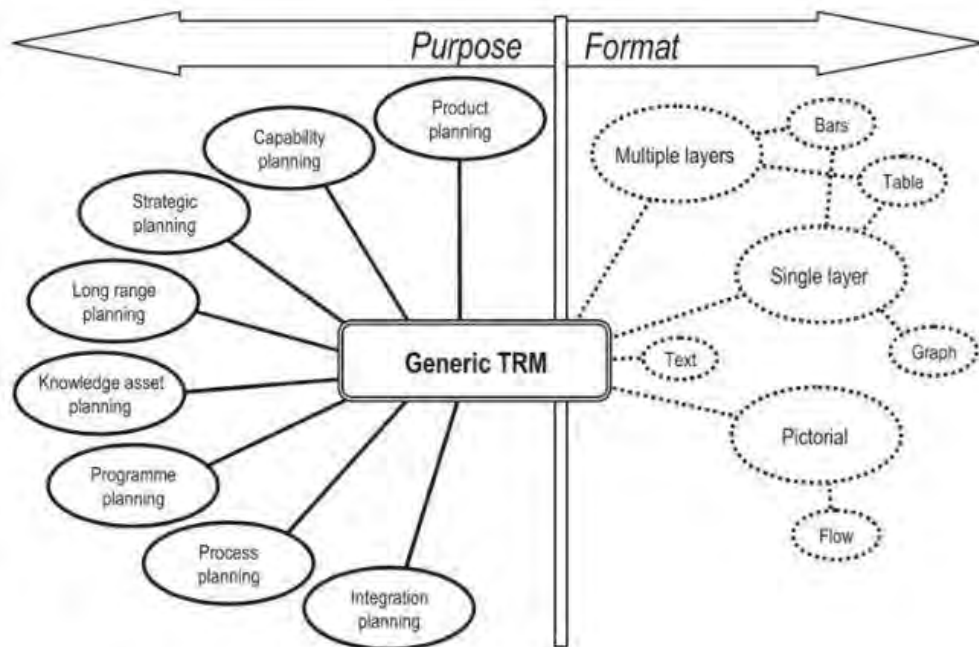 Purpose
Format
Product
planning
Capability
planning
Strategic
planning
Long range
planning
Knowledge asset
planning
Programme
planning
Process
planning
Integration
planning
Generic TRM
Multiple layers
Bars
Table
Single layer
Graph
Text
Pictorial
Flow